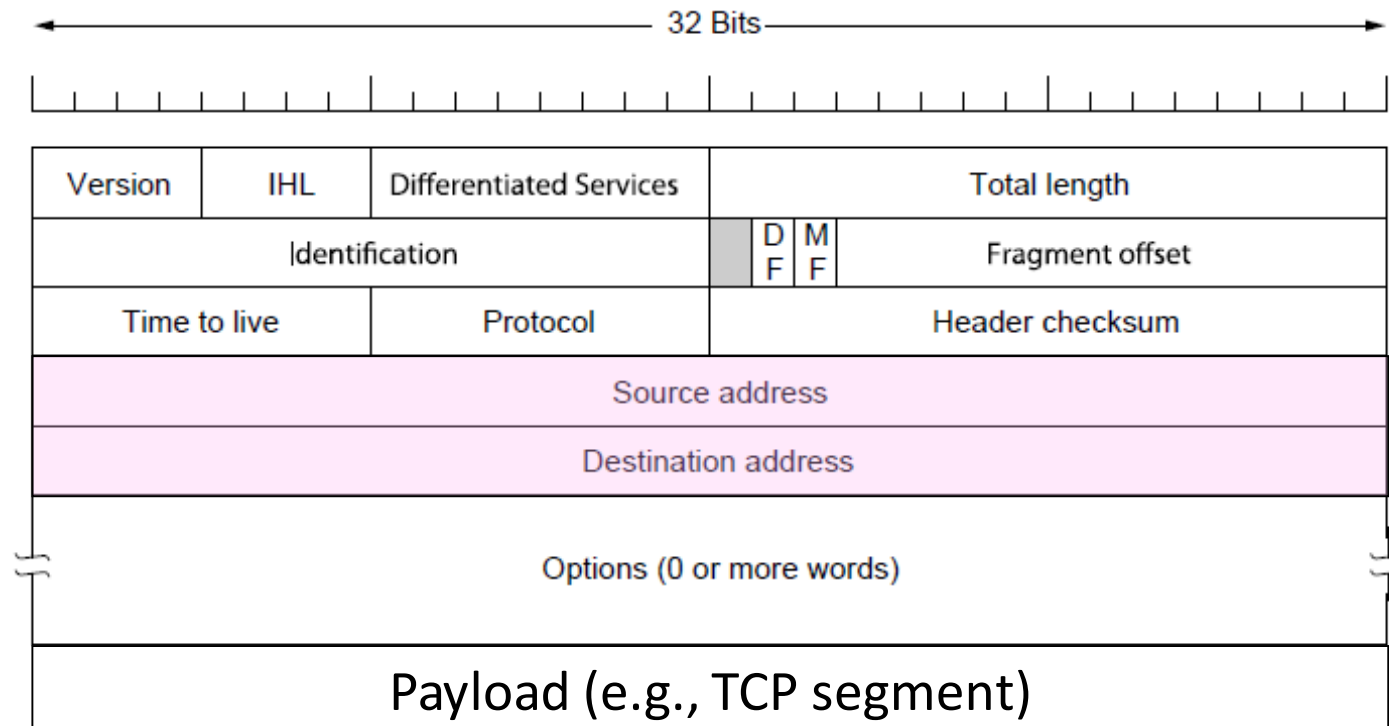 32 Bits
Version IHL Differentiated Services Total length
Identification D F M F Fragment offset
Time to live Protocol Header checksum
Source address
Destination address
Options (0 or more words)
Payload (e.g., TCP segment)